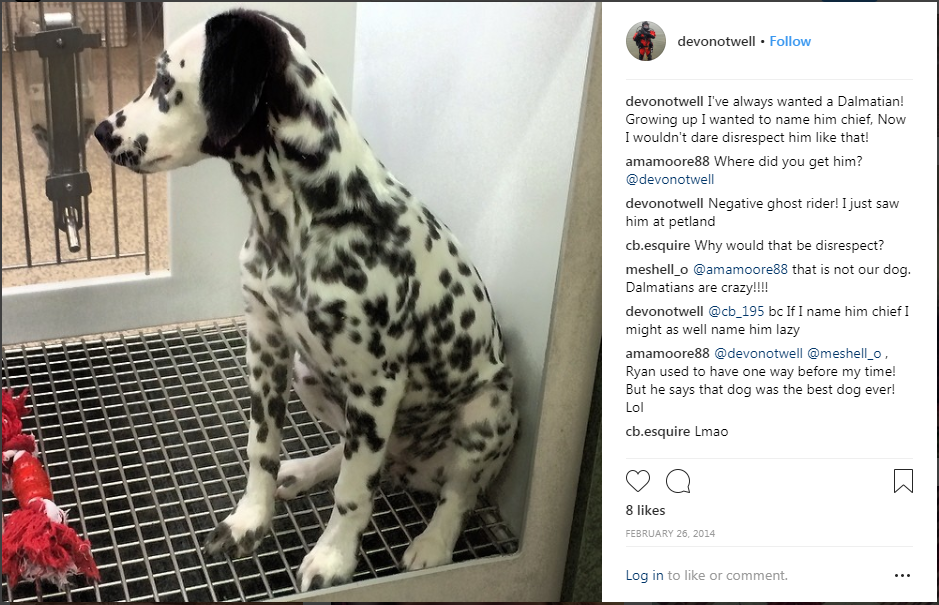 devonotwell • Follow
devonotwell I've always wanted a Dalmatian!
Growing up I wanted to name him chief, Now
I wouldn't dare disrespect him like that!
amamoore88 Where did you get him?
@devonotwell
devonotwell Negative ghost rider! I just saw
him at petland
cb.esquire Why would that be disrespect?
meshell_o @amamoore88 that is not our dog.
Dalmatians are crazy!!!!
devonotwell @cb_195 bc If I name him chief I
might as well name him lazy
amamoore88 @devonotwell @meshell_o ,
Ryan used to have one way before my time!
But he says that dog was the best dog ever!
Lol
cb.esquire Lmao
8 likes
FEBRUARY 26, 2014
Log in to like or comment.